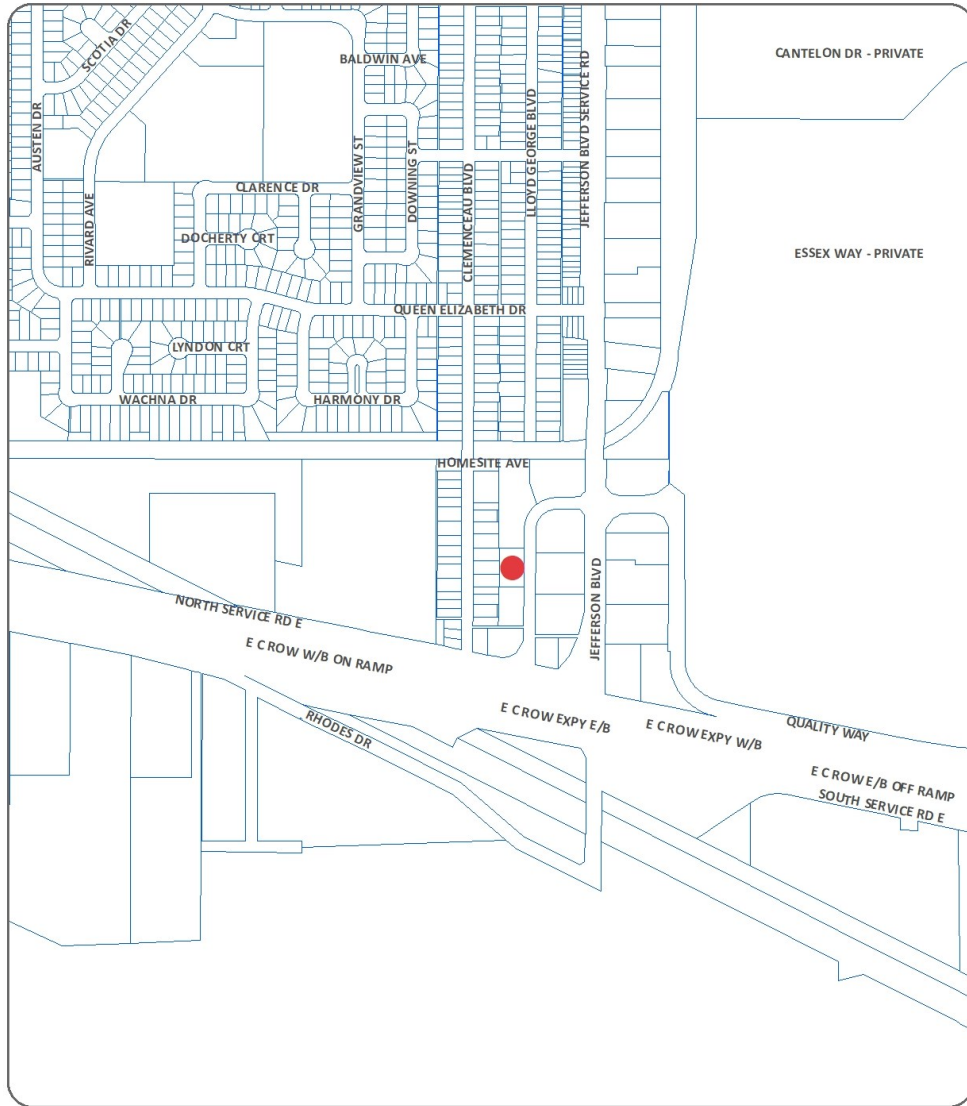 SCOTIA DR
BALDWIN AVE
CANTELON DR - PRIVATE
AUSTEN DR
LLOYD GEORGE BLVD
JEFFERSON BLVD SERVICE RD
GRANDVIEW ST
DOWNING ST
CLEMENCEAU BLVD
CLARENCE DR
RIVARD AVE
DOCHERTY CRT
ESSEX WAY - PRIVATE
QUEEN ELIZABETH DR
LYNDON CRT
WACHNA DR
HARMONY DR
HOMESITE AVE
JEFFERSON BLVD
NORTH SERVICE RD E
E C ROW W/B ON RAMP
RHODES DR
E C ROW EXPY E/B
E C ROW EXPY W/B
QUALITY WAY
E C ROW E/B OFF RAMP
SOUTH SERVICE RD E